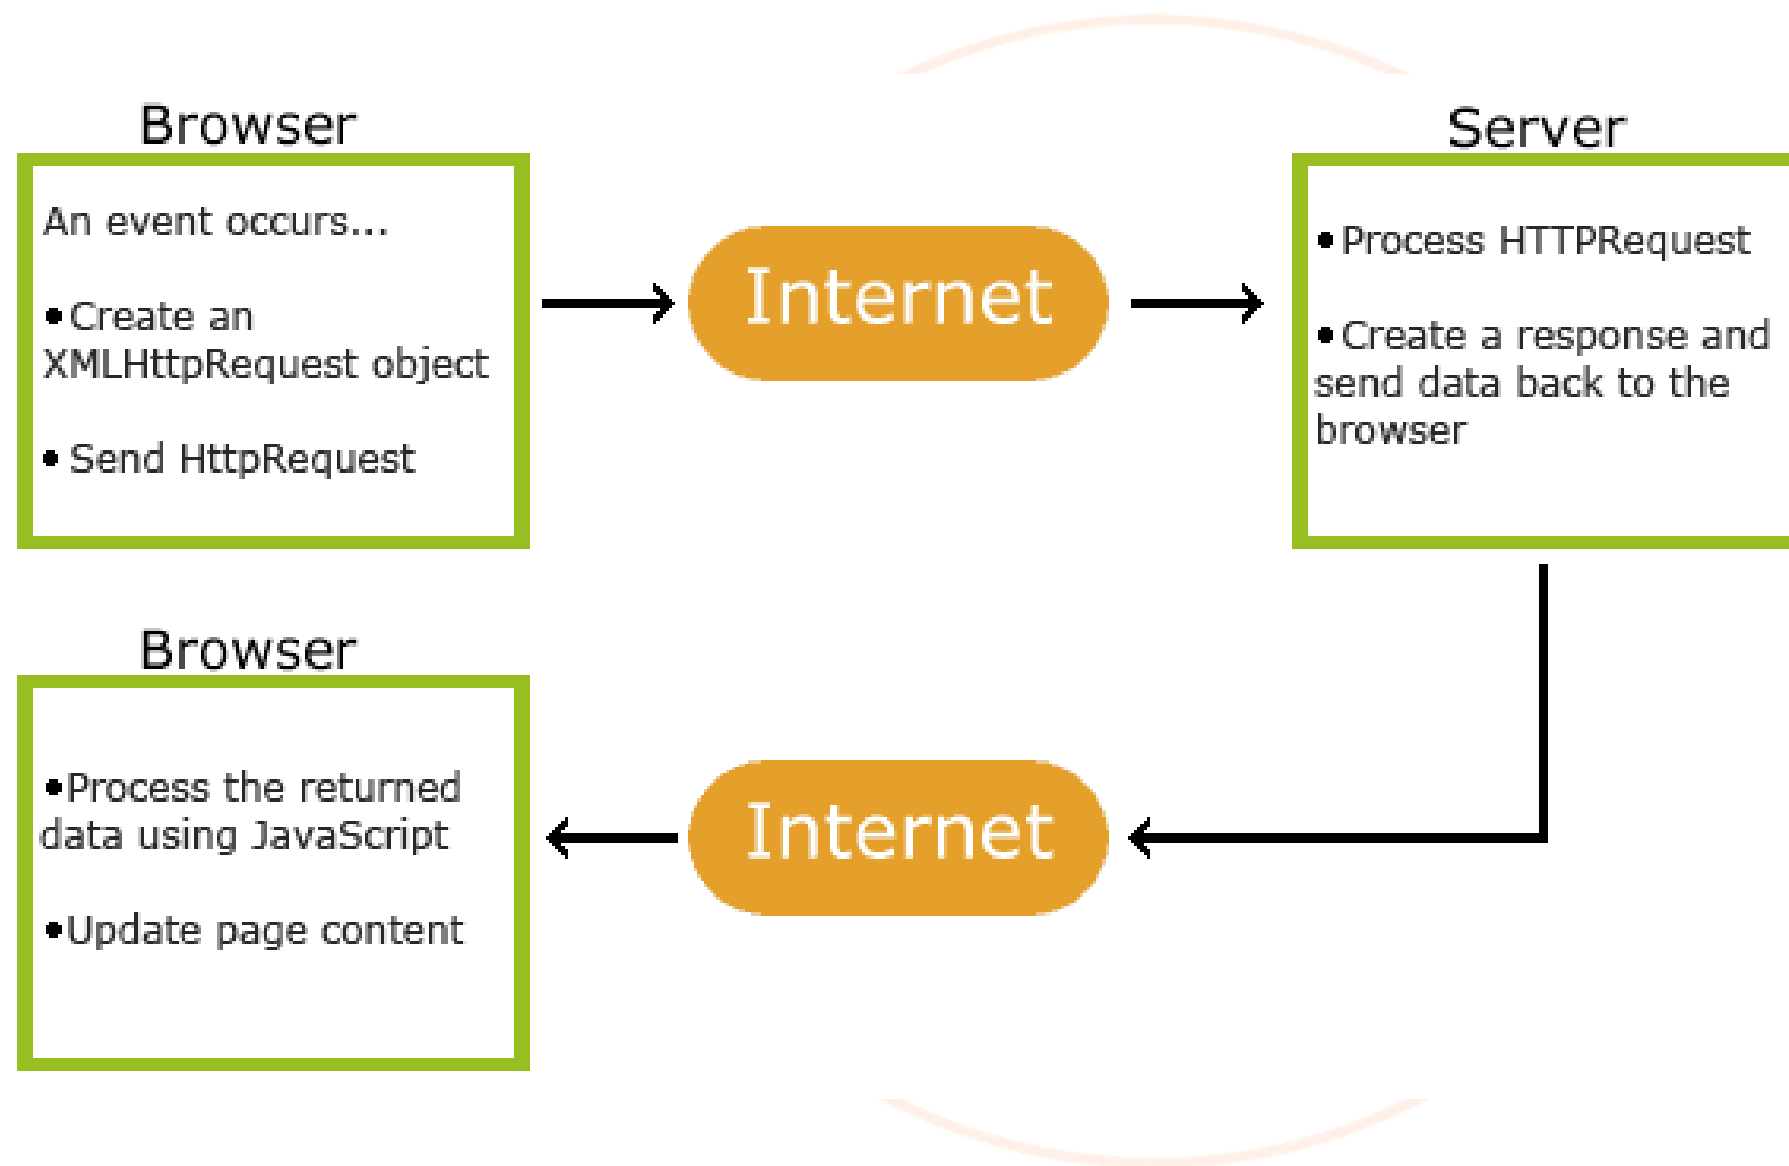 Browser
An event occurs...
•Create an
XMLHttpRequest object
• Send HttpRequest
Internet
Server
• Process HTTPRequest
• Create a response and
send data back to the
browser
Browser
•Process the returned
data using JavaScript
•Update page content
Internet